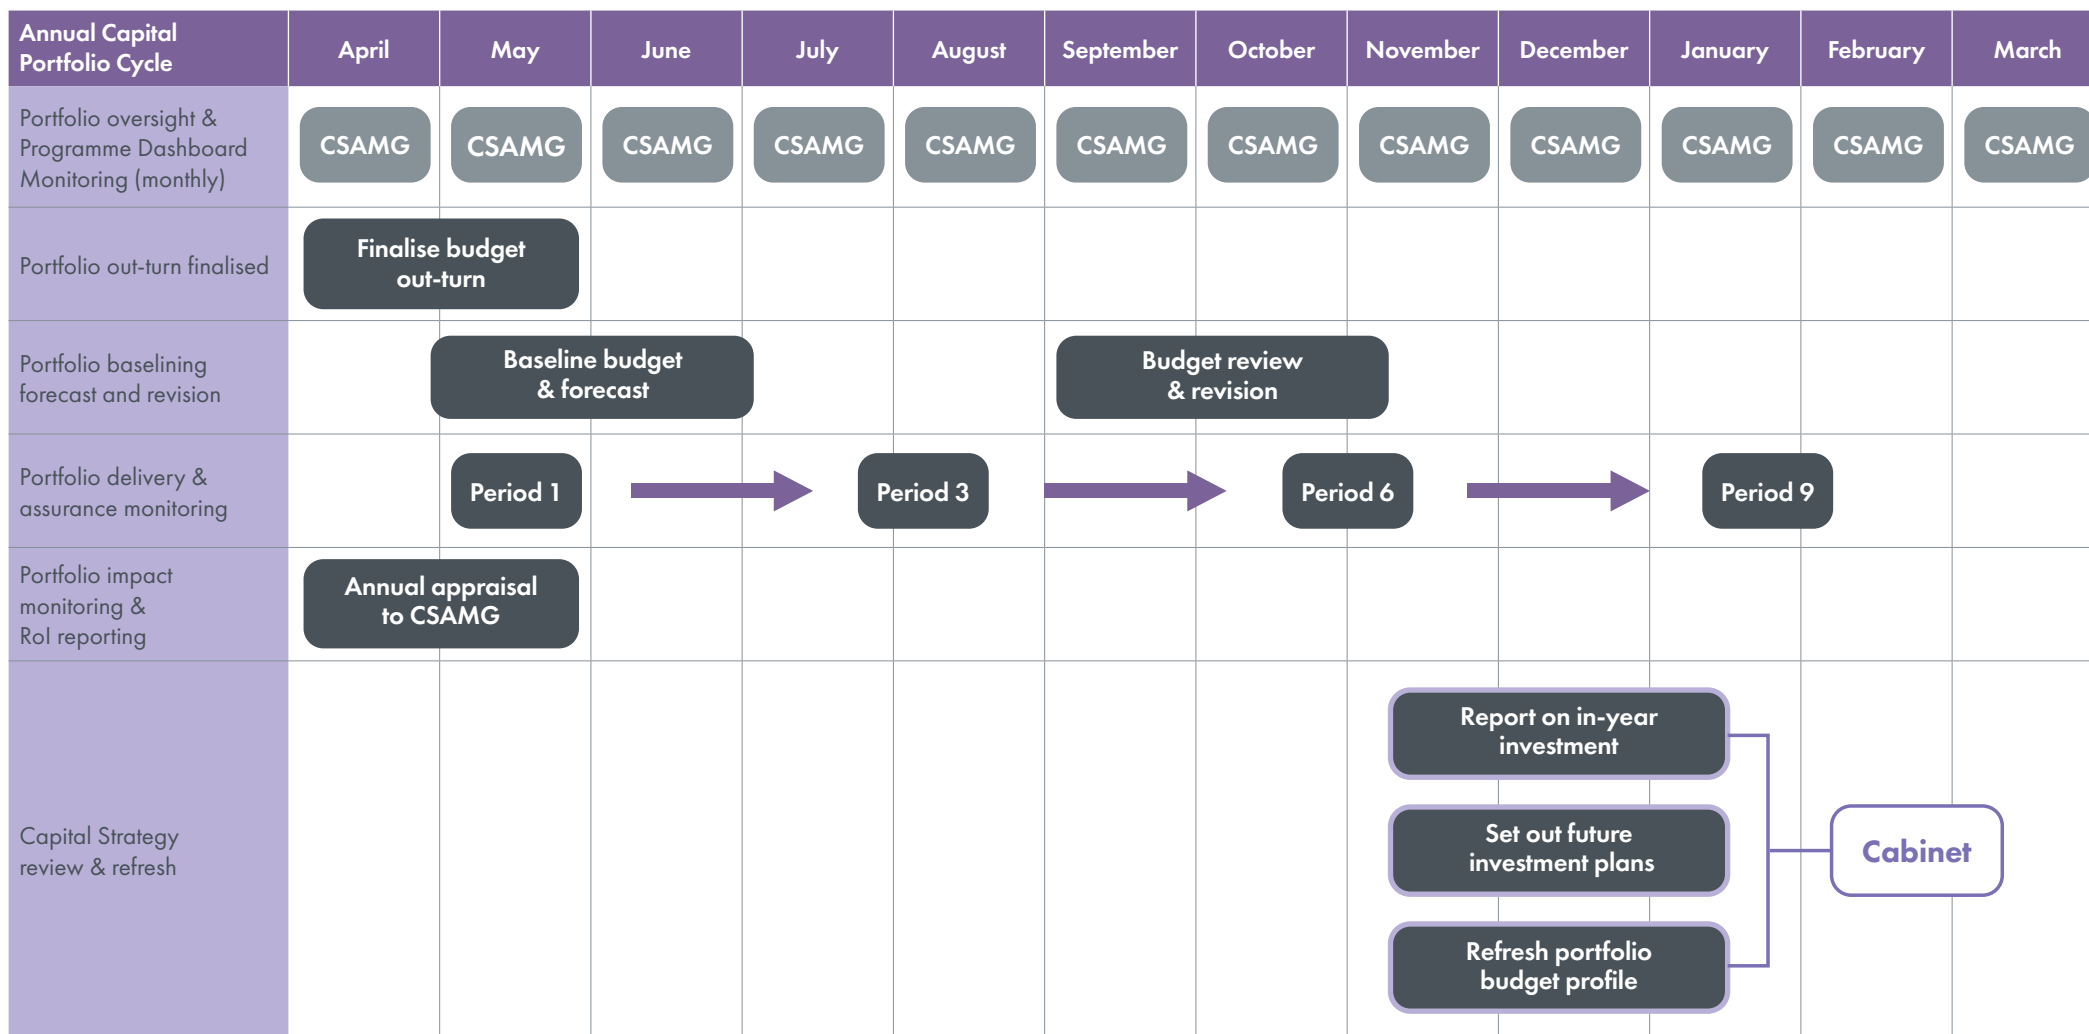 Annual Capital
Portfolio Cycle
April
May
June
July
August
September
October
November
December
January
February
March
Portfolio oversight &
Programme Dashboard
Monitoring (monthly)
CSAMG
CSAMG
CSAMG
CSAMG
CSAMG
CSAMG
CSAMG
CSAMG
CSAMG
CSAMG
CSAMG
CSAMG
Portfolio out-turn finalised
Finalise budget
out-turn
Portfolio baselining
forecast and revision
Baseline budget
& forecast
Budget review
& revision
Portfolio delivery &
assurance monitoring
Period 1
Period 3
Period 6
Period 9
Portfolio impact
monitoring &
RoI reporting
Annual appraisal
to CSAMG
Capital Strategy
review & refresh
Report on in-year
investment
Set out future
investment plans
Refresh portfolio
budget profile
Cabinet